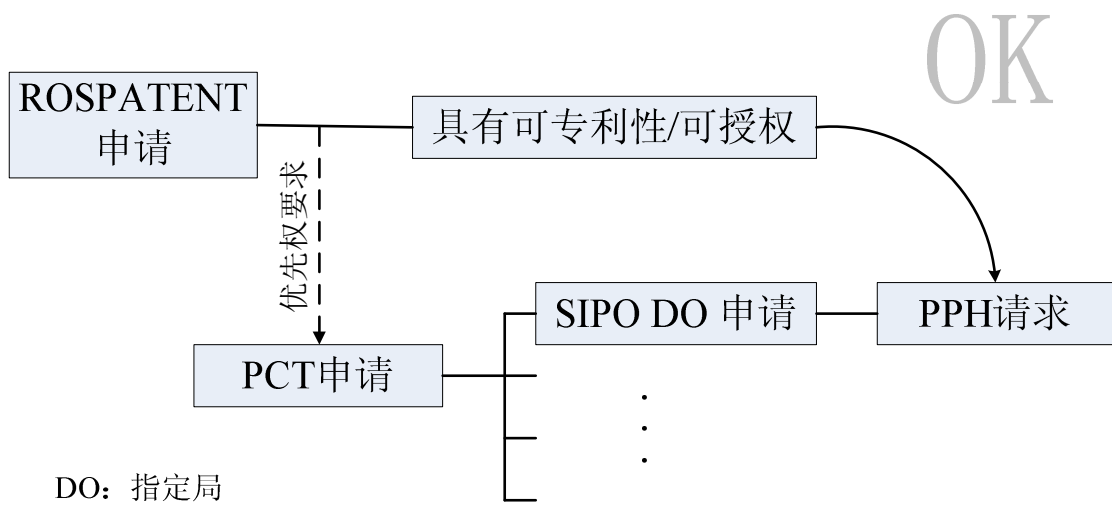 OK
ROSPATENT
申请
具有可专利性/可授权
优先权要求
SIPO DO 申请
PPH请求
PCT申请
DO：指定局